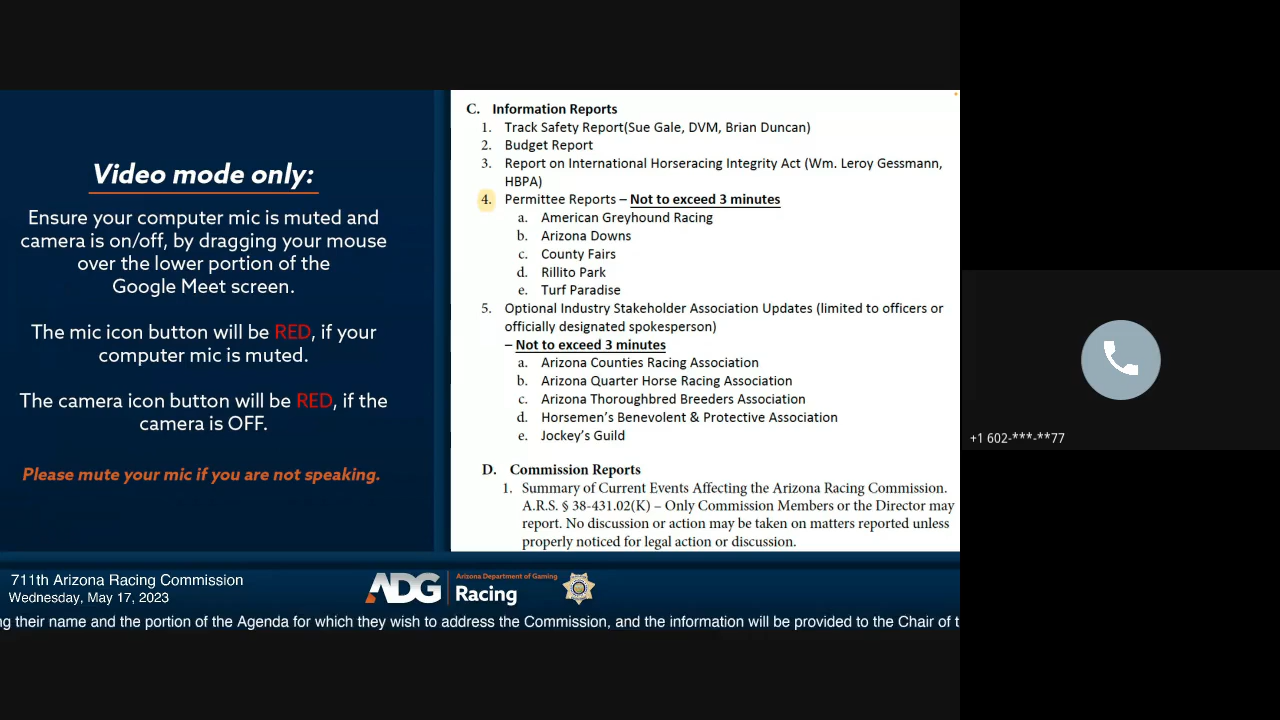 Video mode only:
Ensure your computer mic is muted and
camera is on/off, by dragging your mouse
over the lower portion of the
Google Meet screen.
The mic icon button will be RED, if your
computer mic is muted.
The camera icon button will be RED, if the
camera is OFF.
Please mute your mic if you are not speaking.
C. Information Reports
1. Track Safety Report(Sue Gale, DVM, Brian Duncan)
2. Budget Report
3. Report on International Horseracing Integrity Act (Wm. Leroy Gessmann,
HBPA)
4. Permittee Reports – Not to exceed 3 minutes
a. American Greyhound Racing
b. Arizona Downs
c. County Fairs
d. Rillito Park
e. Turf Paradise
5. Optional Industry Stakeholder Association Updates (limited to officers or
officially designated spokesperson)
– Not to exceed 3 minutes
a. Arizona Counties Racing Association
b. Arizona Quarter Horse Racing Association
c. Arizona Thoroughbred Breeders Association
d. Horsemen's Benevolent & Protective Association
e. Jockey's Guild
D. Commission Reports
1. Summary of Current Events Affecting the Arizona Racing Commission.
A.R.S. § 38-431.02(K) – Only Commission Members or the Director may
report. No discussion or action may be taken on matters reported unless
properly noticed for legal action or discussion.
+1 602-***-**77
711th Arizona Racing Commission
Wednesday, May 17, 2023
ADG
Arizona Department of Gaming
Racing
ng their name and the portion of the Agenda for which they wish to address the Commission, and the information will be provided to the Chair of t